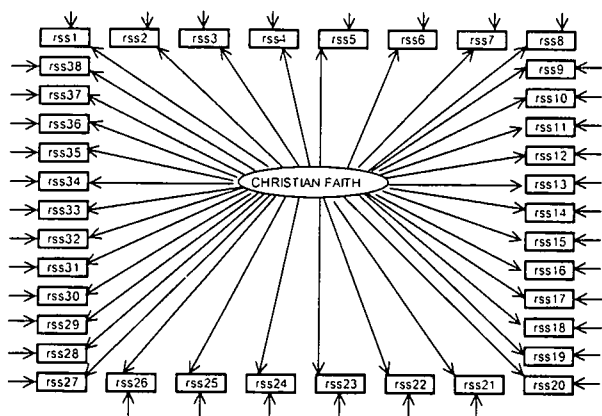 rss1 rss2 rss3 rss4 rss5 rss6 rss7 rss8
rss38 rss9
rss37 rss10
rss36 rss11
rss35 rss12
rss34 CHRISTIAN FAITH rss13
rss33 rss14
rss32 rss15
rss31 rss16
rss30 rss17
rss29 rss18
rss28 rss19
rss27 rss26 rss25 rss24 rss23 rss22 rss21 rss20